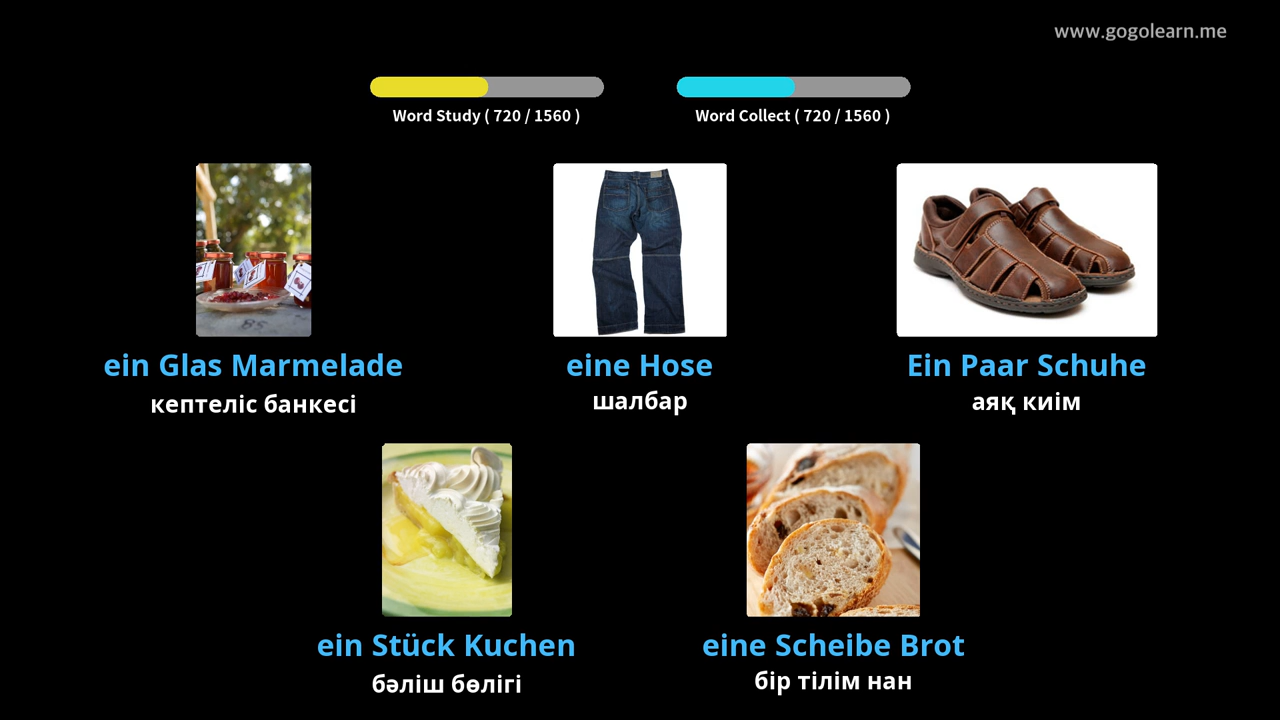 www.gogolearn.me
Word Study ( 720 / 1560 )
Word Collect ( 720 / 1560 )
ein Glas Marmelade
кептеліс банкесі
eine Hose
шалбар
Ein Paar Schuhe
аяқ киім
ein Stück Kuchen
бәліш бөлігі
eine Scheibe Brot
бір тілім нан